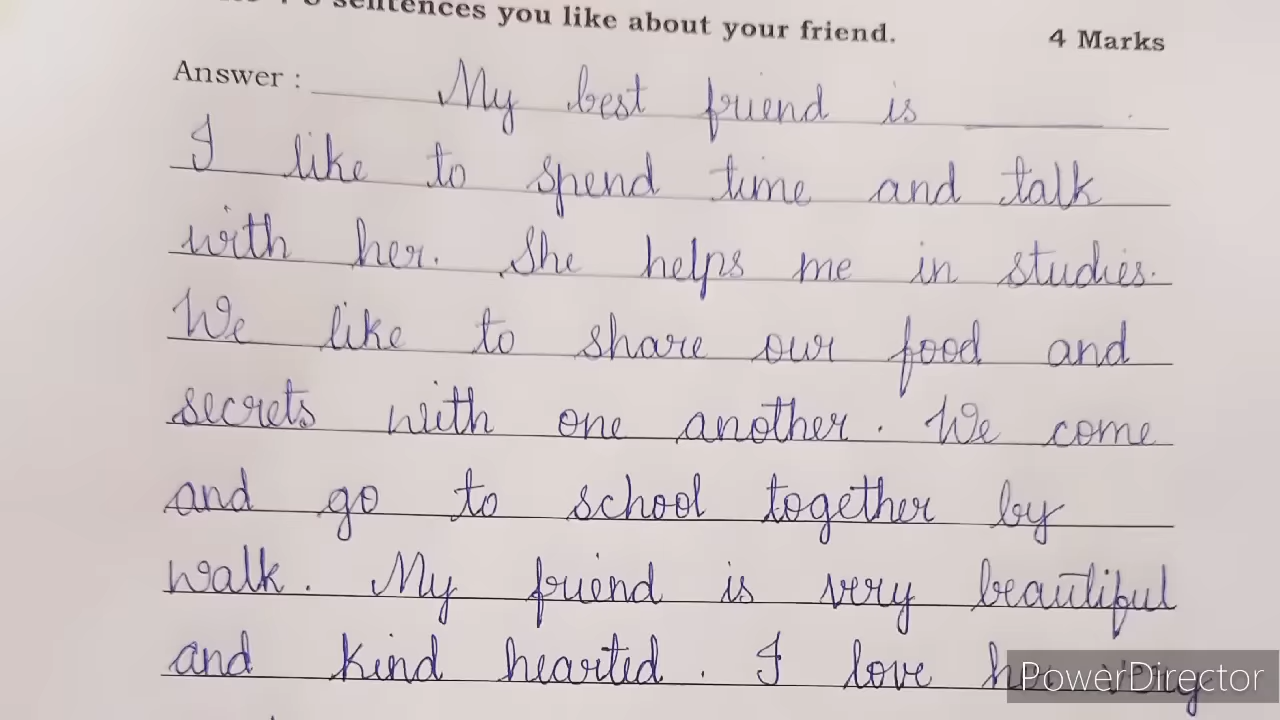 sentences you like about your friend. 4 Marks
Answer : My best friend is
I like to spend time and talk
with her. She helps me in studies.
We like to share our food and
secrets with one another. We come
and go to school together by
walk. My friend is very beautiful
and kind hearted. I love her very
PowerDirector